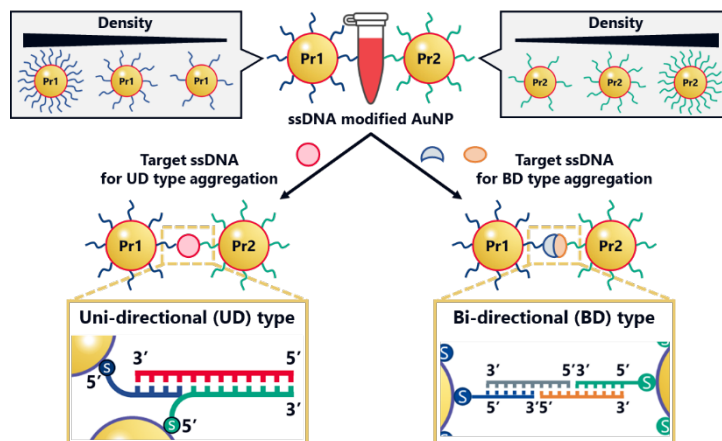 Density
Pr1
Pr1
Pr1
Pr1
Pr2
ssDNA modified AuNP
Density
Pr2
Pr2
Pr2
Target ssDNA
for UD type aggregation
Target ssDNA
for BD type aggregation
Pr1
Pr2
Pr1
Pr2
Uni-directional (UD) type
S
5′
3′
5′
3′
S
5′
Bi-directional (BD) type
S
5′3′
5′
S
5′
3′
5′
3′